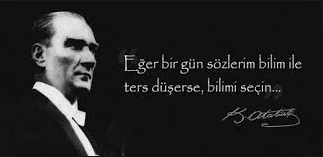 Eğer bir gün sözlerim bilim ile
ters düşerse, bilimi seçin...
K. Atatürk